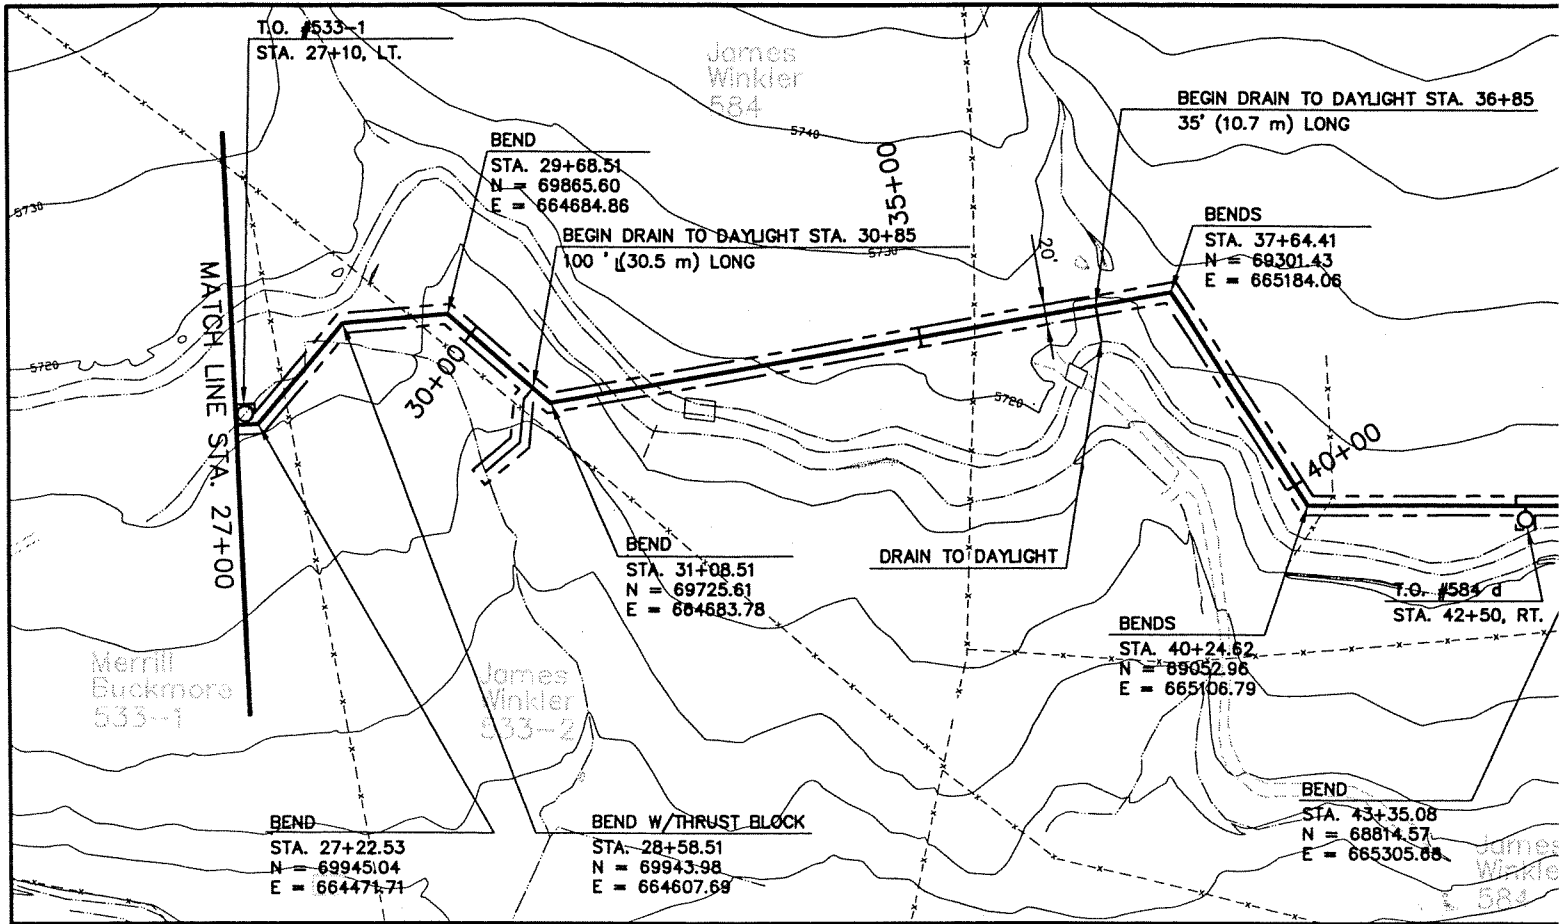 T.O. #533-1
STA. 27+10, LT.
James
Winkler
584
BEGIN DRAIN TO DAYLIGHT STA. 36+85
35' (10.7 m) LONG
5740
BEND
STA. 29+68.51
N = 69865.60
E = 664684.86
35+00
5730
BENDS
STA. 37+64.41
N = 69301.43
E = 665184.06
BEGIN DRAIN TO DAYLIGHT STA. 30+85
100 ' (30.5 m) LONG
5730
20'
MATCH LINE STA. 27+00
5720
30+00
5720
40+00
BEND
STA. 31+08.51
N = 69725.61
E = 664683.78
DRAIN TO DAYLIGHT
T.O. #584 d
STA. 42+50, RT.
BENDS
STA. 40+24.62
N = 69052.96
E = 665106.79
Merrill
Buckmore
533-1
James
Winkler
533-2
BEND
STA. 27+22.53
N = 69945.04
E = 664471.71
BEND W/THRUST BLOCK
STA. 28+58.51
N = 69943.98
E = 664607.69
BEND
STA. 43+35.08
N = 68814.57
E = 665305.68
James
Winkle
584